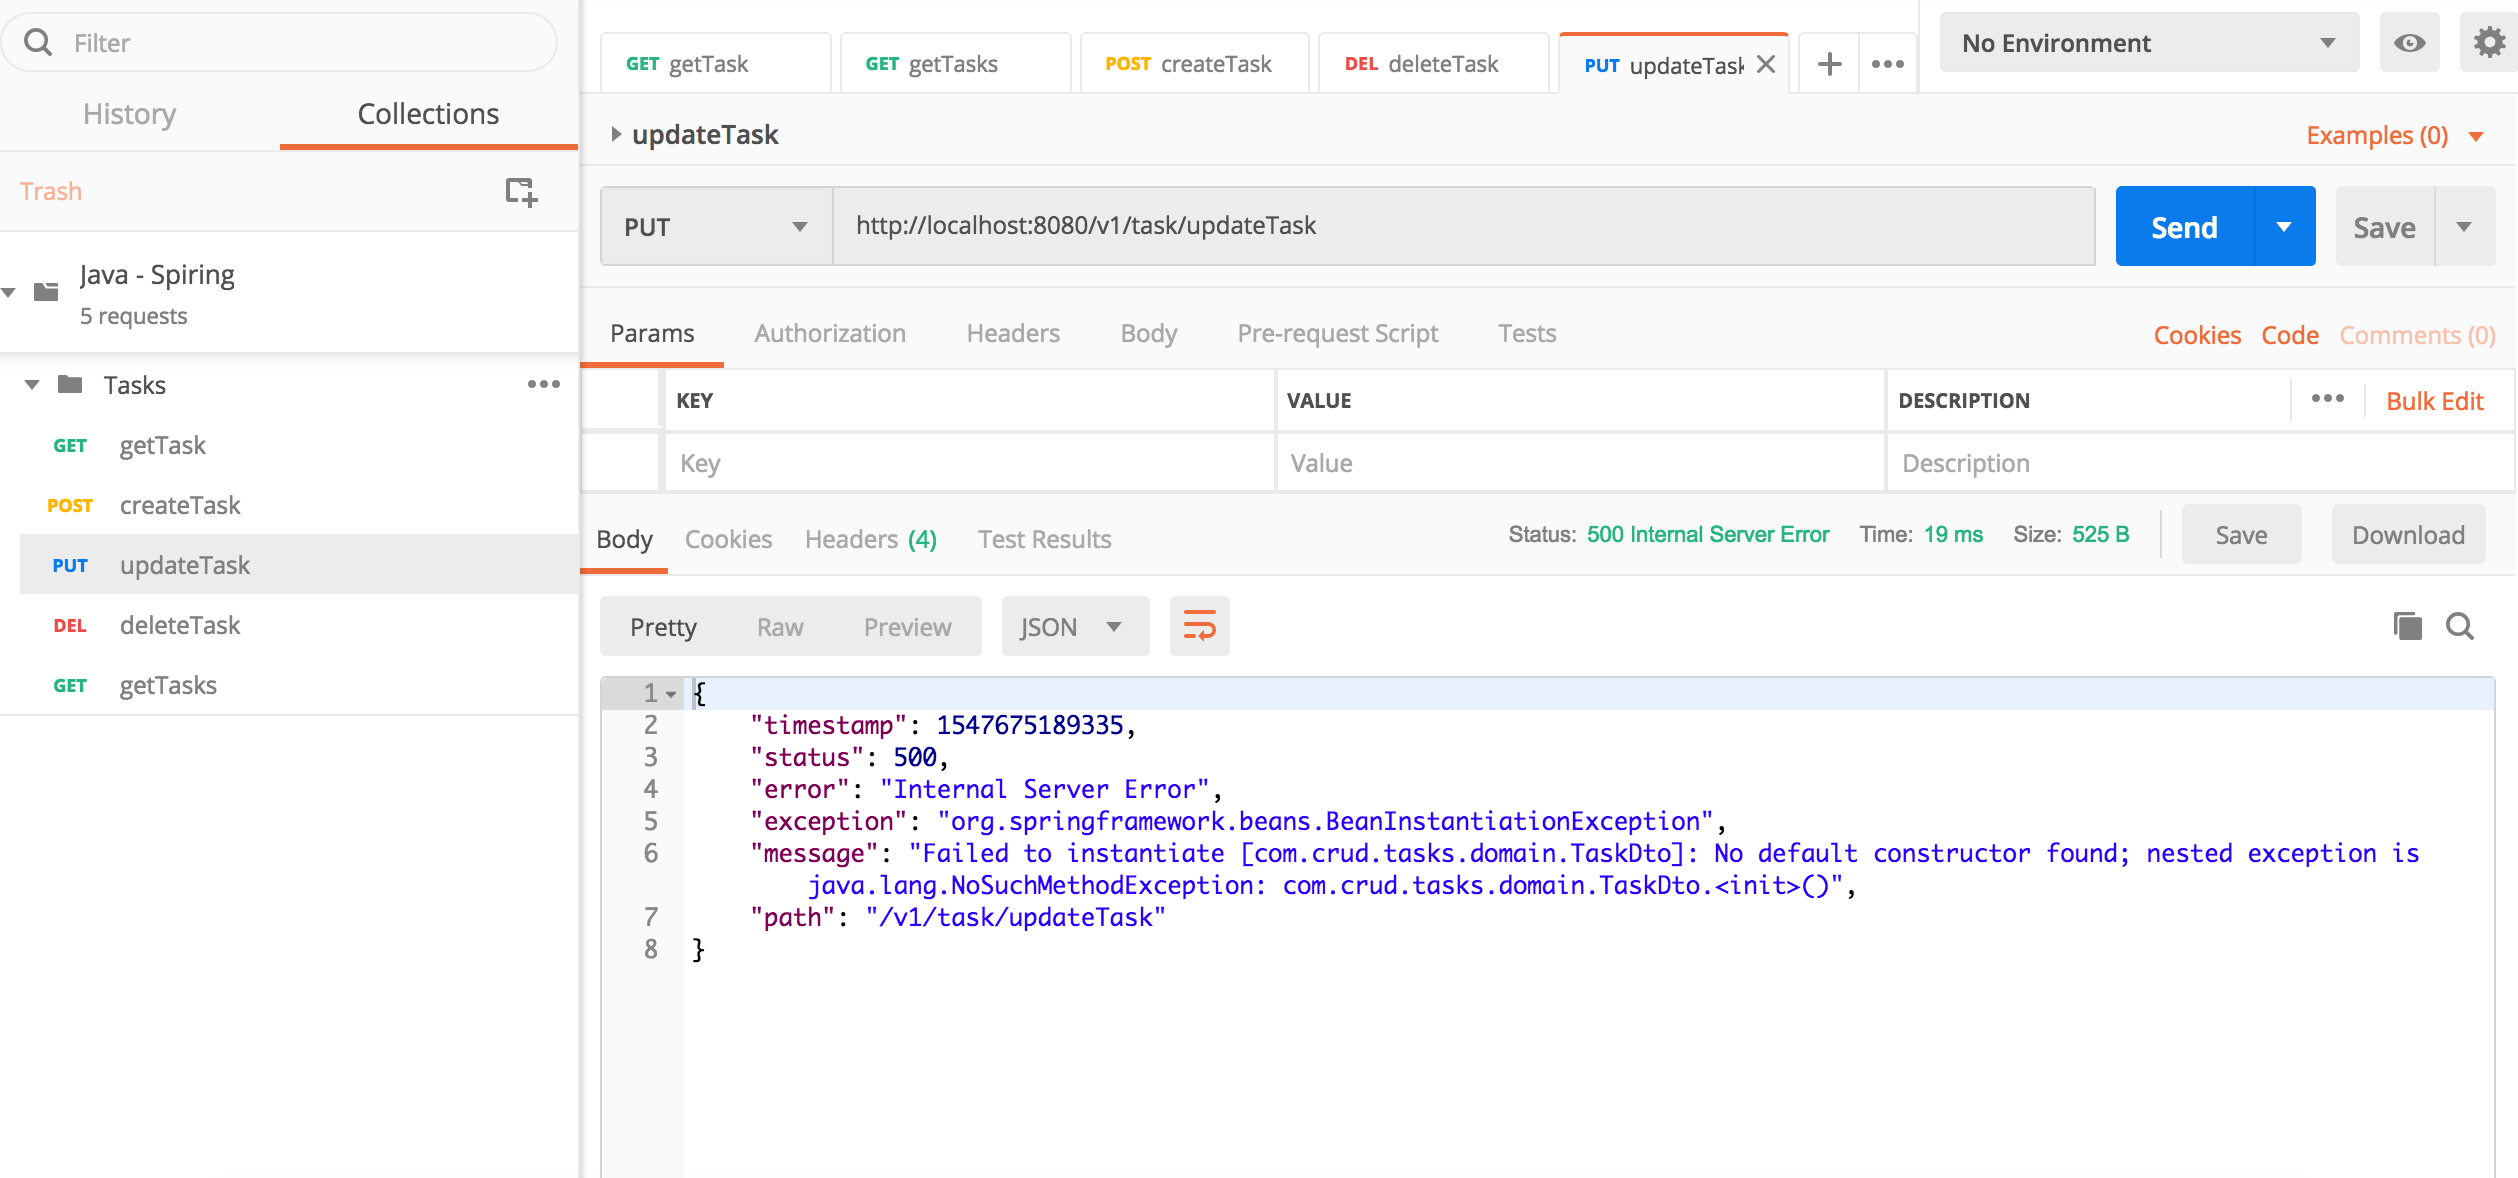 Filter
History Collections
Trash
Java - Spiring
5 requests
Tasks
GET getTask
POST createTask
PUT updateTask
DEL deleteTask
GET getTasks
GET getTask GET getTasks POST createTask DEL deleteTask PUT updateTask
No Environment
updateTask
Examples (0)
PUT http://localhost:8080/v1/task/updateTask Send Save
Params Authorization Headers Body Pre-request Script Tests Cookies Code Comments (0)
KEY VALUE DESCRIPTION Bulk Edit
Key Value Description
Body Cookies Headers (4) Test Results Status: 500 Internal Server Error Time: 19 ms Size: 525 B Save Download
Pretty Raw Preview JSON
1 {
2 "timestamp": 1547675189335,
3 "status": 500,
4 "error": "Internal Server Error",
5 "exception": "org.springframework.beans.BeanInstantiationException",
6 "message": "Failed to instantiate [com.crud.tasks.domain.TaskDto]: No default constructor found; nested exception is
java.lang.NoSuchMethodException: com.crud.tasks.domain.TaskDto.<init>()",
7 "path": "/v1/task/updateTask"
8 }